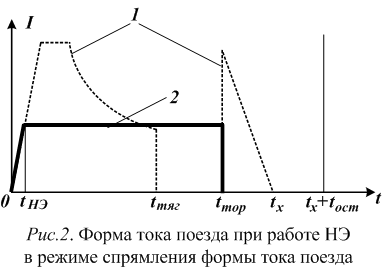 I
1
2
0
t НЭ
t тяг
t тор
t х
t х + t ост
t
Рис.2. Форма тока поезда при работе НЭ
в режиме спрямления формы тока поезда